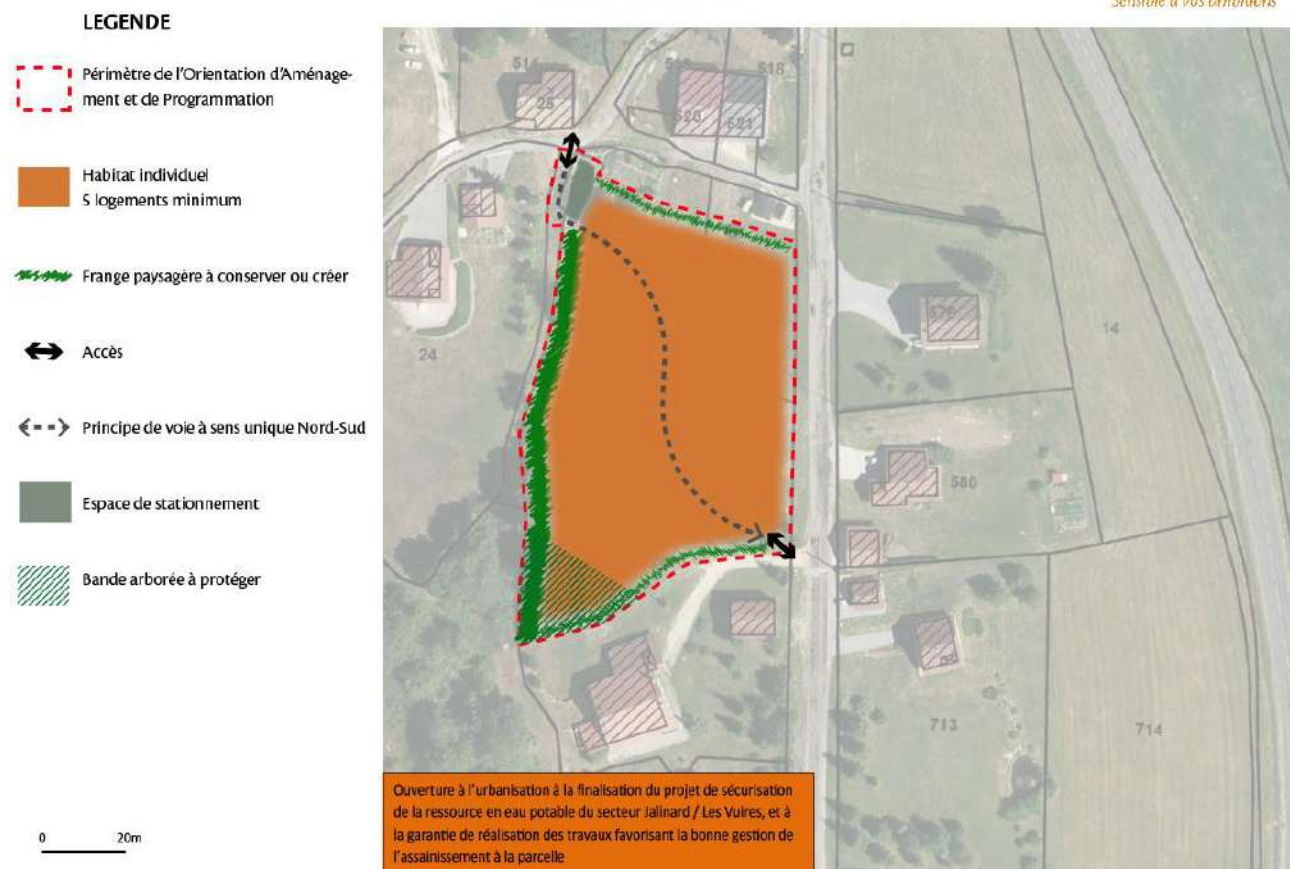 Sensible à vos ambitions
LEGENDE
Périmètre de l'Orientation d'Aménage-
ment et de Programmation
Habitat individuel
5 logements minimum
Frange paysagère à conserver ou créer
Accès
Principe de voie à sens unique Nord-Sud
Espace de stationnement
Bande arborée à protéger
0 20m
518
520
521
24
14
580
713
714
Ouverture à l'urbanisation à la finalisation du projet de sécurisation
de la ressource en eau potable du secteur Jalinard / Les Vuires, et à
la garantie de réalisation des travaux favorisant la bonne gestion de
l'assainissement à la parcelle